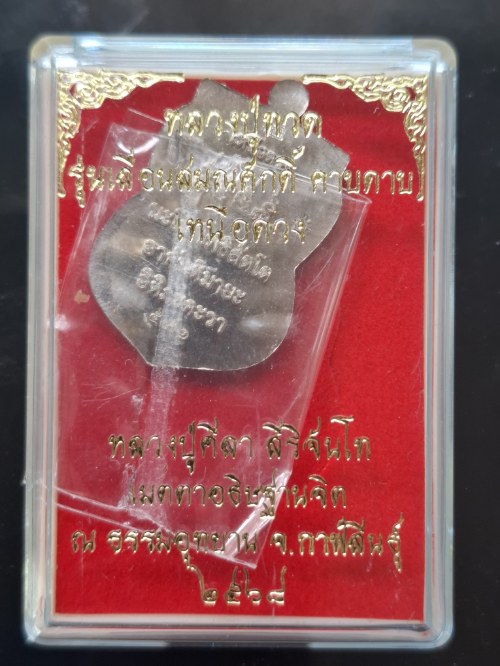 หลวงปู่ทวด
(รุ่นเลื่อนสมณศักดิ์ คาบดาบ)
เหนือดวง
หลวงปู่ศิลา สิริจันโท
เมตตาอธิษฐานจิต
ณ ธรรมอุทยาน จ.กาฬสินธุ์
๒๕๖๘